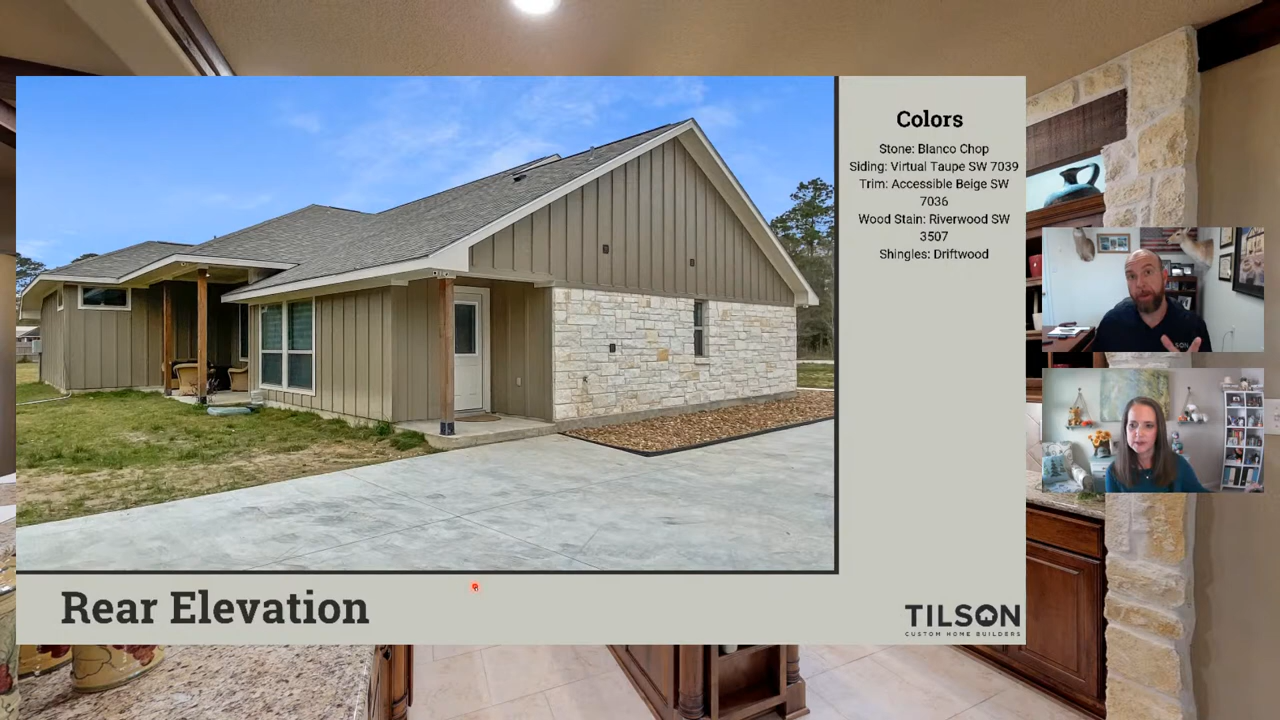 Colors
Stone: Blanco Chop
Siding: Virtual Taupe SW 7039
Trim: Accessible Beige SW
7036
Wood Stain: Riverwood SW
3507
Shingles: Driftwood
Rear Elevation
TILSON
CUSTOM HOME BUILDERS